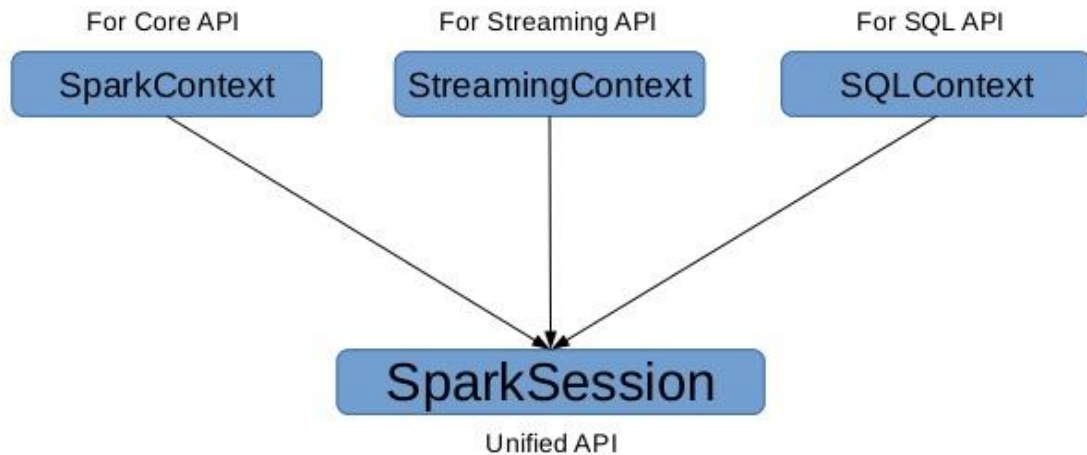 For Core API
For Streaming API
For SQL API
SparkContext
StreamingContext
SQLContext
SparkSession
Unified API